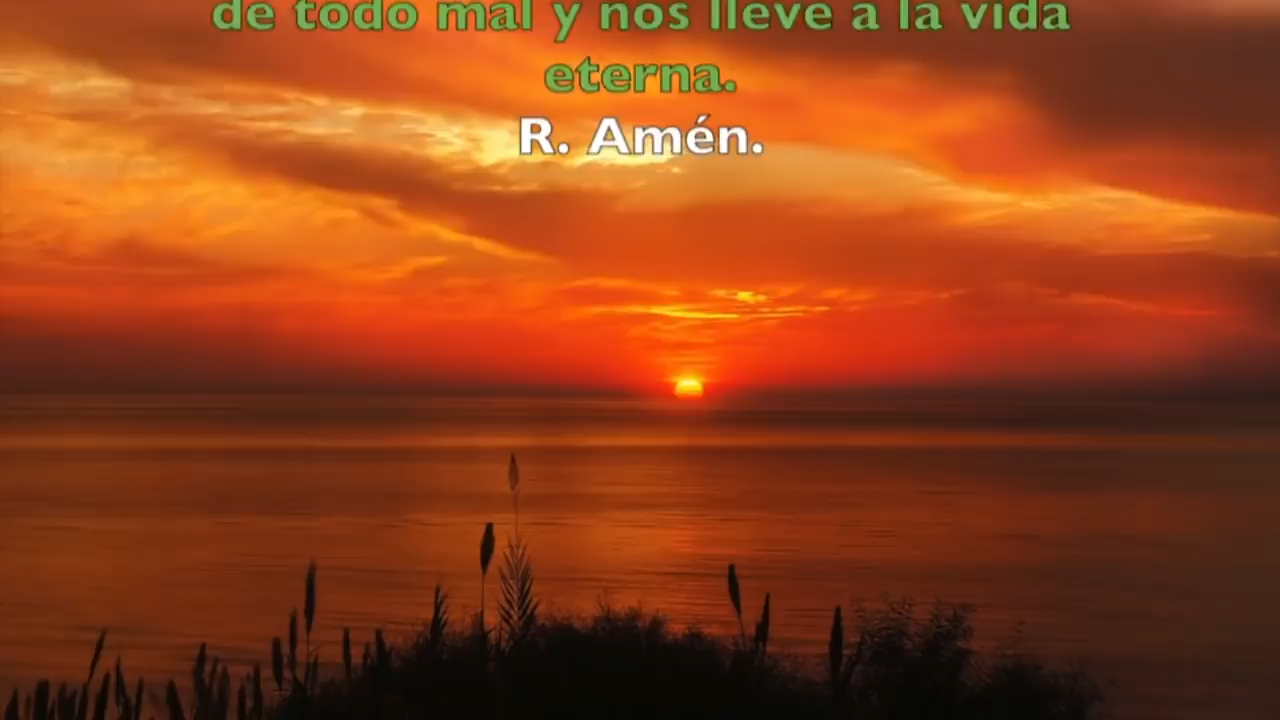 de todo mal y nos lleve a la vida
eterna.
R. Amén.